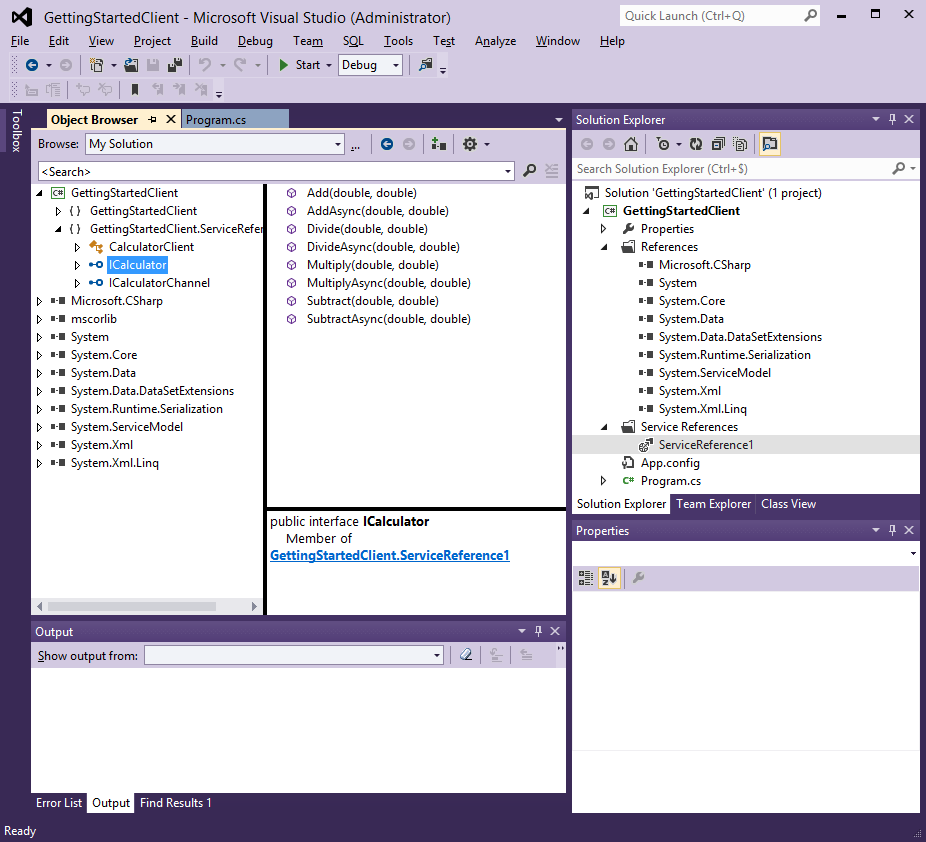 GettingStartedClient - Microsoft Visual Studio (Administrator)
Quick Launch (Ctrl+Q)
File Edit View Project Build Debug Team SQL Tools Test Analyze Window Help
Start Debug
Toolbox
Object Browser Program.cs
Browse: My Solution ...
<Search>
C# GettingStartedClient
GettingStartedClient
GettingStartedClient.ServiceRefer
CalculatorClient
ICalculator
ICalculatorChannel
Microsoft.CSharp
mscorlib
System
System.Core
System.Data
System.Data.DataSetExtensions
System.Runtime.Serialization
System.ServiceModel
System.Xml
System.Xml.Linq
Add(double, double)
AddAsync(double, double)
Divide(double, double)
DivideAsync(double, double)
Multiply(double, double)
MultiplyAsync(double, double)
Subtract(double, double)
SubtractAsync(double, double)
public interface ICalculator
Member of
GettingStartedClient.ServiceReference1
Output
Show output from:
Error List Output Find Results 1
Solution Explorer
Search Solution Explorer (Ctrl+$)
Solution 'GettingStartedClient' (1 project)
C# GettingStartedClient
Properties
References
Microsoft.CSharp
System
System.Core
System.Data
System.Data.DataSetExtensions
System.Runtime.Serialization
System.ServiceModel
System.Xml
System.Xml.Linq
Service References
ServiceReference1
App.config
C# Program.cs
Solution Explorer Team Explorer Class View
Properties
Ready